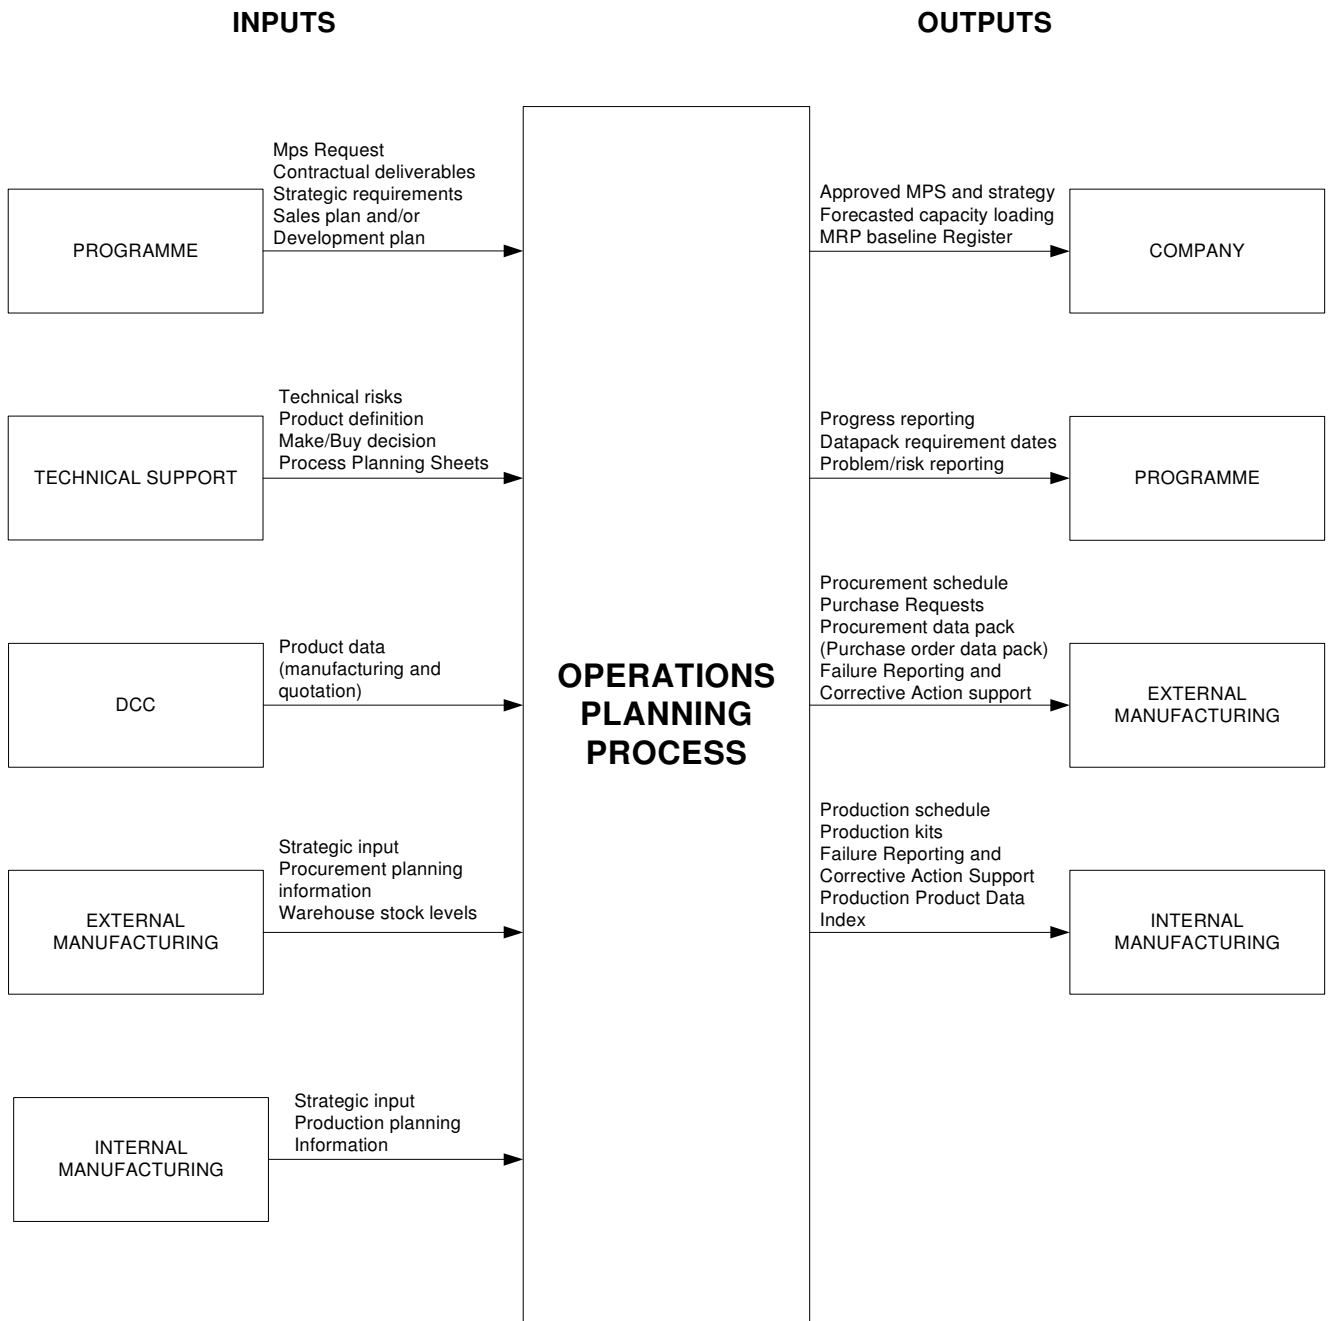 INPUTS
OUTPUTS
Mps Request
Contractual deliverables
Strategic requirements
Sales plan and/or
Development plan
PROGRAMME
Approved MPS and strategy
Forecasted capacity loading
MRP baseline Register
COMPANY
Technical risks
Product definition
Make/Buy decision
Process Planning Sheets
TECHNICAL SUPPORT
Progress reporting
Datapack requirement dates
Problem/risk reporting
PROGRAMME
Product data
(manufacturing and
quotation)
DCC
OPERATIONS
PLANNING
PROCESS
Procurement schedule
Purchase Requests
Procurement data pack
(Purchase order data pack)
Failure Reporting and
Corrective Action support
EXTERNAL
MANUFACTURING
Strategic input
Procurement planning
information
Warehouse stock levels
EXTERNAL
MANUFACTURING
Production schedule
Production kits
Failure Reporting and
Corrective Action Support
Production Product Data
Index
INTERNAL
MANUFACTURING
Strategic input
Production planning
Information
INTERNAL
MANUFACTURING